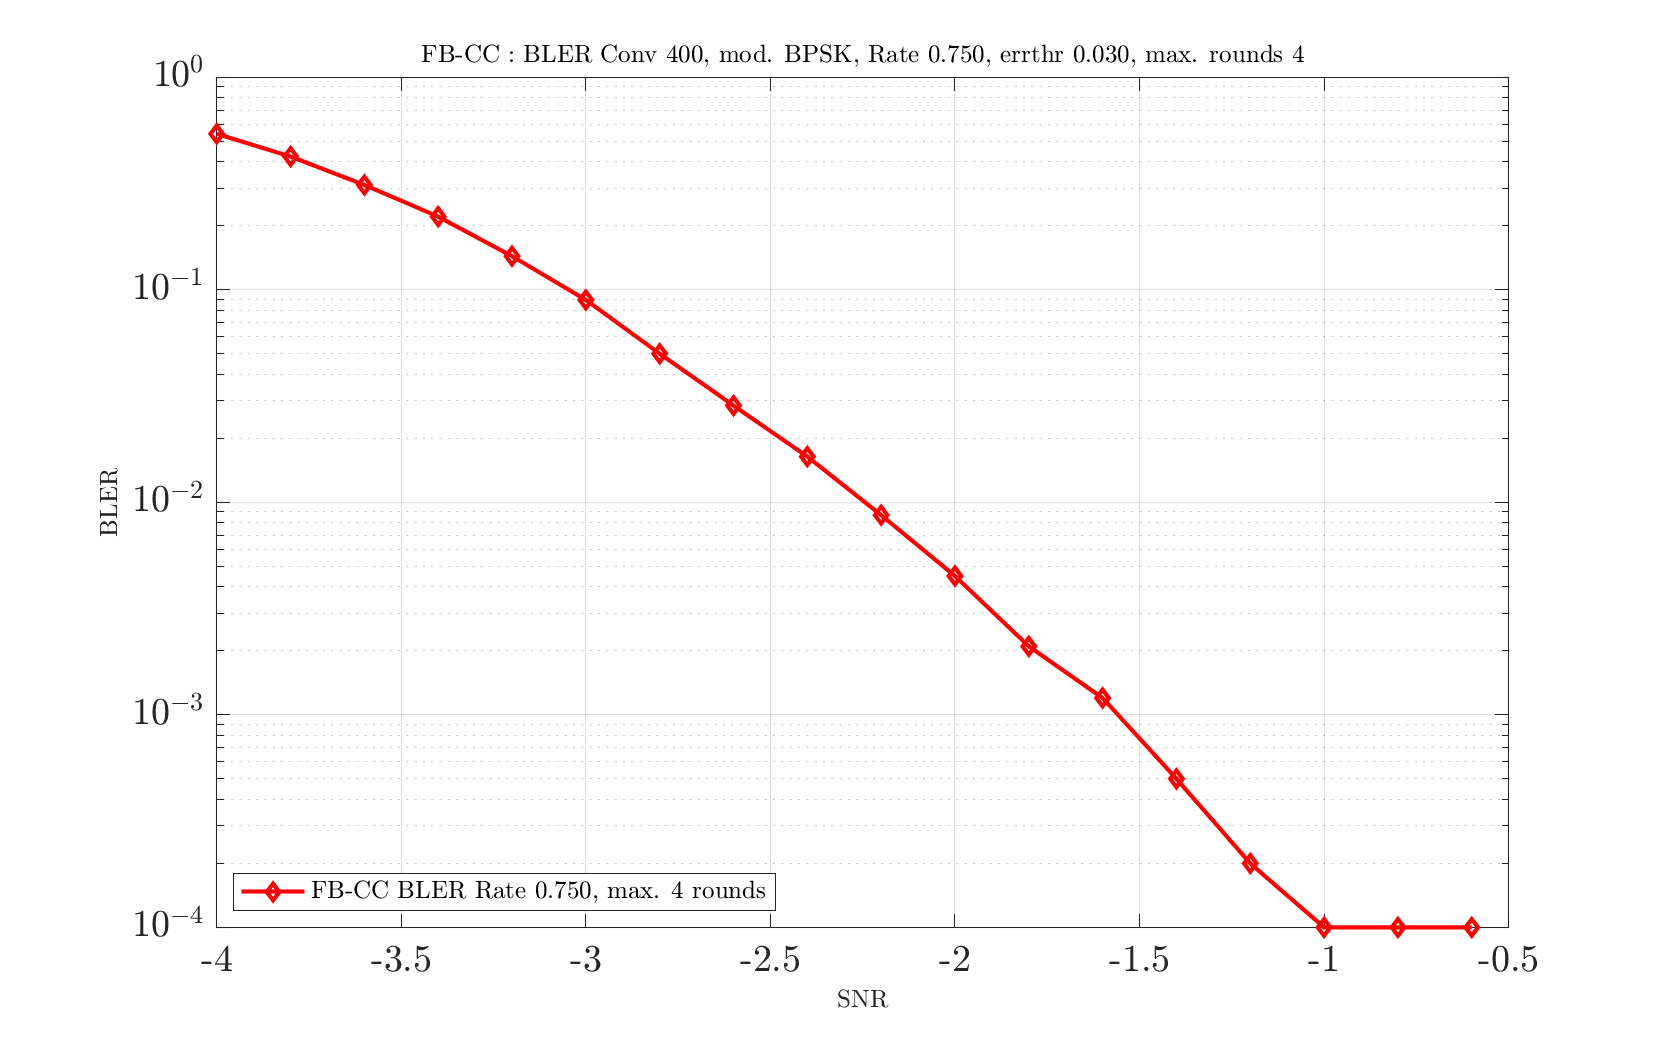 FB-CC : BLER Conv 400, mod. BPSK, Rate 0.750, errthr 0.030, max. rounds 4
10^0
10^−1
10^−2
10^−3
10^−4
BLER
FB-CC BLER Rate 0.750, max. 4 rounds
-4 -3.5 -3 -2.5 -2 -1.5 -1 -0.5
SNR